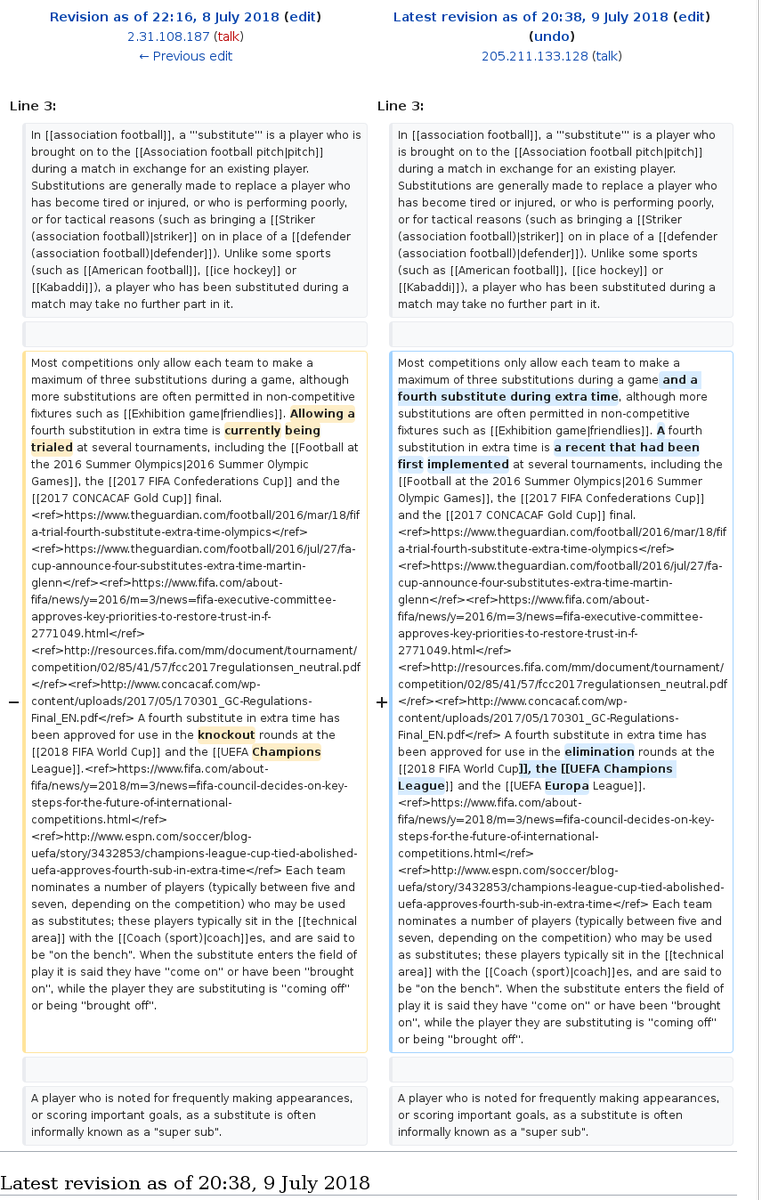 Revision as of 22:16, 8 July 2018 (edit)
2.31.108.187 (talk)
← Previous edit
Latest revision as of 20:38, 9 July 2018 (edit)
(undo)
205.211.133.128 (talk)
Line 3:
Line 3:
In [[association football]], a '''substitute''' is a player who is
brought on to the [[Association football pitch|pitch]]
during a match in exchange for an existing player.
Substitutions are generally made to replace a player who
has become tired or injured, or who is performing poorly,
or for tactical reasons (such as bringing a [[Striker
(association football)|striker]] on in place of a [[defender
(association football)|defender]]). Unlike some sports
(such as [[American football]], [[ice hockey]] or
[[Kabaddi]]), a player who has been substituted during a
match may take no further part in it.
In [[association football]], a '''substitute''' is a player
who is brought on to the [[Association football pitch|pitch]]
during a match in exchange for an existing player.
Substitutions are generally made to replace a player who
has become tired or injured, or who is performing poorly,
or for tactical reasons (such as bringing a [[Striker
(association football)|striker]] on in place of a [[defender
(association football)|defender]]). Unlike some sports
(such as [[American football]], [[ice hockey]] or
[[Kabaddi]]), a player who has been substituted during a
match may take no further part in it.
−
Most competitions only allow each team to make a
maximum of three substitutions during a game, although
more substitutions are often permitted in non-competitive
fixtures such as [[Exhibition game|friendlies]]. Allowing a
fourth substitution in extra time is currently being
trialed at several tournaments, including the [[Football at
the 2016 Summer Olympics|2016 Summer Olympic
Games]], the [[2017 FIFA Confederations Cup]] and the
[[2017 CONCACAF Gold Cup]] final.
<ref>https://www.theguardian.com/football/2016/mar/18/fif
a-trial-fourth-substitute-extra-time-olympics</ref>
<ref>https://www.theguardian.com/football/2016/jul/27/fa-
cup-announce-four-substitutes-extra-time-martin-
glenn</ref><ref>https://www.fifa.com/about-
fifa/news/y=2016/m=3/news=fifa-executive-committee-
approves-key-priorities-to-restore-trust-in-f-
2771049.html</ref>
<ref>http://resources.fifa.com/mm/document/tournament/
competition/02/85/41/57/fcc2017regulationsen_neutral.pdf
</ref><ref>http://www.concacaf.com/wp-
content/uploads/2017/05/170301_GC-Regulations-
Final_EN.pdf</ref> A fourth substitute in extra time has
been approved for use in the knockout rounds at the
[[2018 FIFA World Cup]] and the [[UEFA Champions
League]].<ref>https://www.fifa.com/about-
fifa/news/y=2018/m=3/news=fifa-council-decides-on-key-
steps-for-the-future-of-international-
competitions.html</ref>
<ref>http://www.espn.com/soccer/blog-
uefa/story/3432853/champions-league-cup-tied-abolished-
uefa-approves-fourth-sub-in-extra-time</ref> Each team
nominates a number of players (typically between five and
seven, depending on the competition) who may be used
as substitutes; these players typically sit in the [[technical
area]] with the [[Coach (sport)|coach]]es, and are said to
be "on the bench". When the substitute enters the field of
play it is said they have "come on" or have been "brought
on", while the player they are substituting is "coming off"
or being "brought off".
+
Most competitions only allow each team to make a
maximum of three substitutions during a game and a
fourth substitute during extra time, although more
substitutions are often permitted in non-competitive
fixtures such as [[Exhibition game|friendlies]]. A fourth
substitution in extra time is a recent that had been
first implemented at several tournaments, including the
[[Football at the 2016 Summer Olympics|2016 Summer
Olympic Games]], the [[2017 FIFA Confederations Cup]]
and the [[2017 CONCACAF Gold Cup]] final.
<ref>https://www.theguardian.com/football/2016/mar/18/fif
a-trial-fourth-substitute-extra-time-olympics</ref>
<ref>https://www.theguardian.com/football/2016/jul/27/fa-
cup-announce-four-substitutes-extra-time-martin-
glenn</ref><ref>https://www.fifa.com/about-
fifa/news/y=2016/m=3/news=fifa-executive-committee-
approves-key-priorities-to-restore-trust-in-f-
2771049.html</ref>
<ref>http://resources.fifa.com/mm/document/tournament/
competition/02/85/41/57/fcc2017regulationsen_neutral.pdf
</ref><ref>http://www.concacaf.com/wp-
content/uploads/2017/05/170301_GC-Regulations-
Final_EN.pdf</ref> A fourth substitute in extra time has
been approved for use in the elimination rounds at the
[[2018 FIFA World Cup]], the [[UEFA Champions
League]] and the [[UEFA Europa League]].
<ref>https://www.fifa.com/about-
fifa/news/y=2018/m=3/news=fifa-council-decides-on-key-
steps-for-the-future-of-international-
competitions.html</ref>
<ref>http://www.espn.com/soccer/blog-
uefa/story/3432853/champions-league-cup-tied-abolished-
uefa-approves-fourth-sub-in-extra-time</ref> Each team
nominates a number of players (typically between five and
seven, depending on the competition) who may be used
as substitutes; these players typically sit in the [[technical
area]] with the [[Coach (sport)|coach]]es, and are said to
be "on the bench". When the substitute enters the field of
play it is said they have "come on" or have been "brought
on", while the player they are substituting is "coming off"
or being "brought off".
A player who is noted for frequently making appearances,
or scoring important goals, as a substitute is often
informally known as a "super sub".
A player who is noted for frequently making appearances,
or scoring important goals, as a substitute is often
informally known as a "super sub".
Latest revision as of 20:38, 9 July 2018